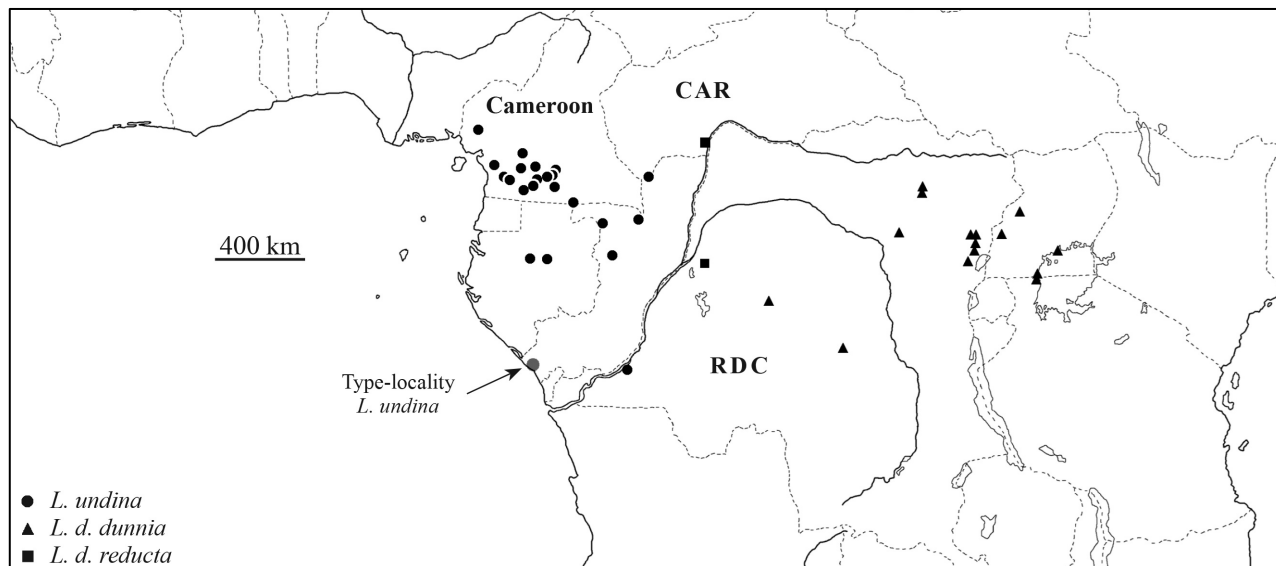 CAR
Cameroon
400 km
RDC
Type-locality
L. undina
L. undina
L. d. dunnia
L. d. reducta